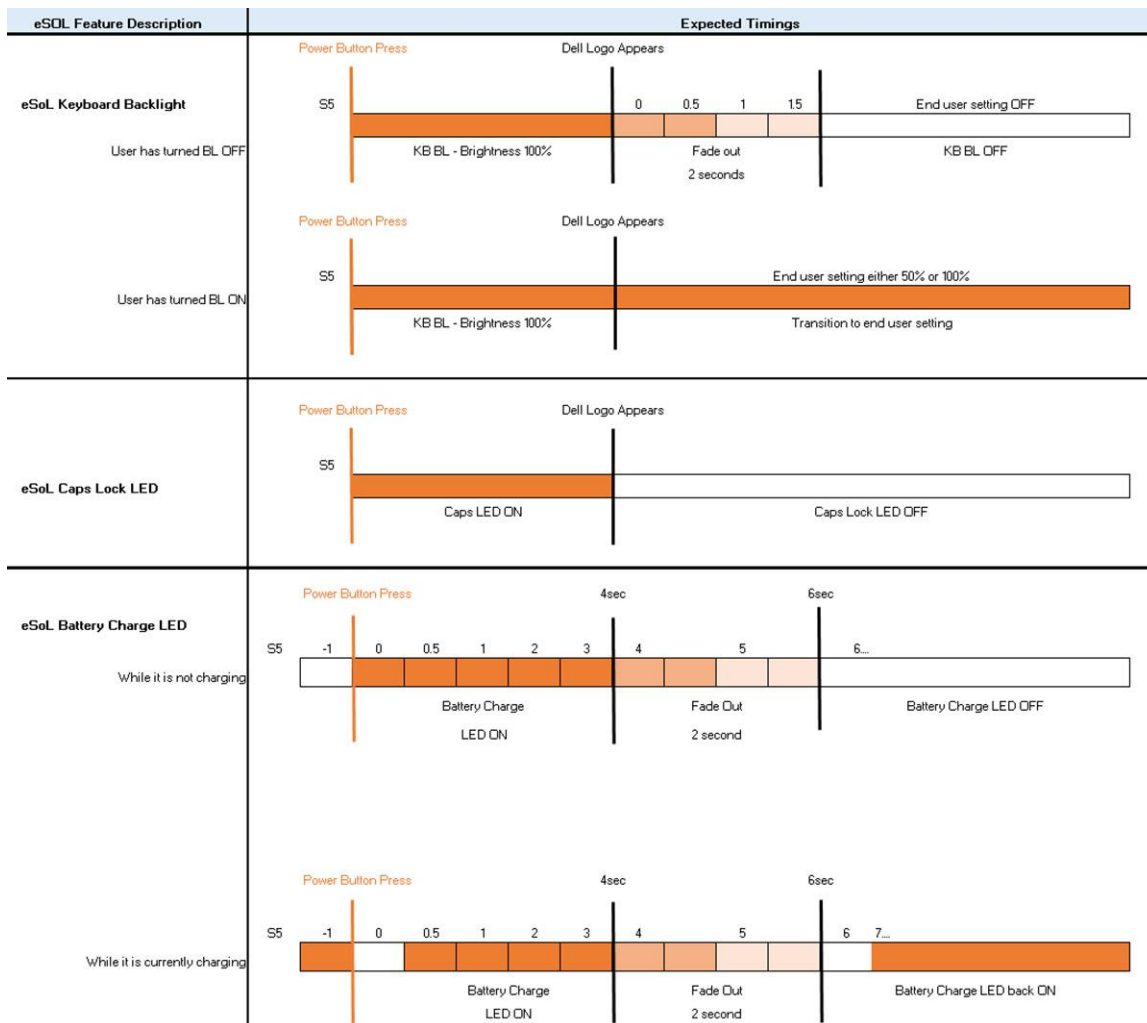 eSOL Feature Description
Expected Timings
Power Button Press
Dell Logo Appears
eSoL Keyboard Backlight
S5
0 0.5 1 1.5
End user setting OFF
User has turned BL OFF
KB BL - Brightness 100%
Fade out
KB BL OFF
2 seconds
Power Button Press
Dell Logo Appears
S5
End user setting either 50% or 100%
User has turned BL ON
KB BL - Brightness 100%
Transition to end user setting
Power Button Press
Dell Logo Appears
S5
eSoL Caps Lock LED
Caps LED ON
Caps Lock LED OFF
Power Button Press
4sec
6sec
eSoL Battery Charge LED
S5 -1 0 0.5 1 2 3 4 5 6....
While it is not charging
Battery Charge
Fade Out
Battery Charge LED OFF
LED ON
2 second
Power Button Press
4sec
6sec
S5 -1 0 0.5 1 2 3 4 5 6 7....
While it is currently charging
Battery Charge
Fade Out
Battery Charge LED back ON
LED ON
2 second